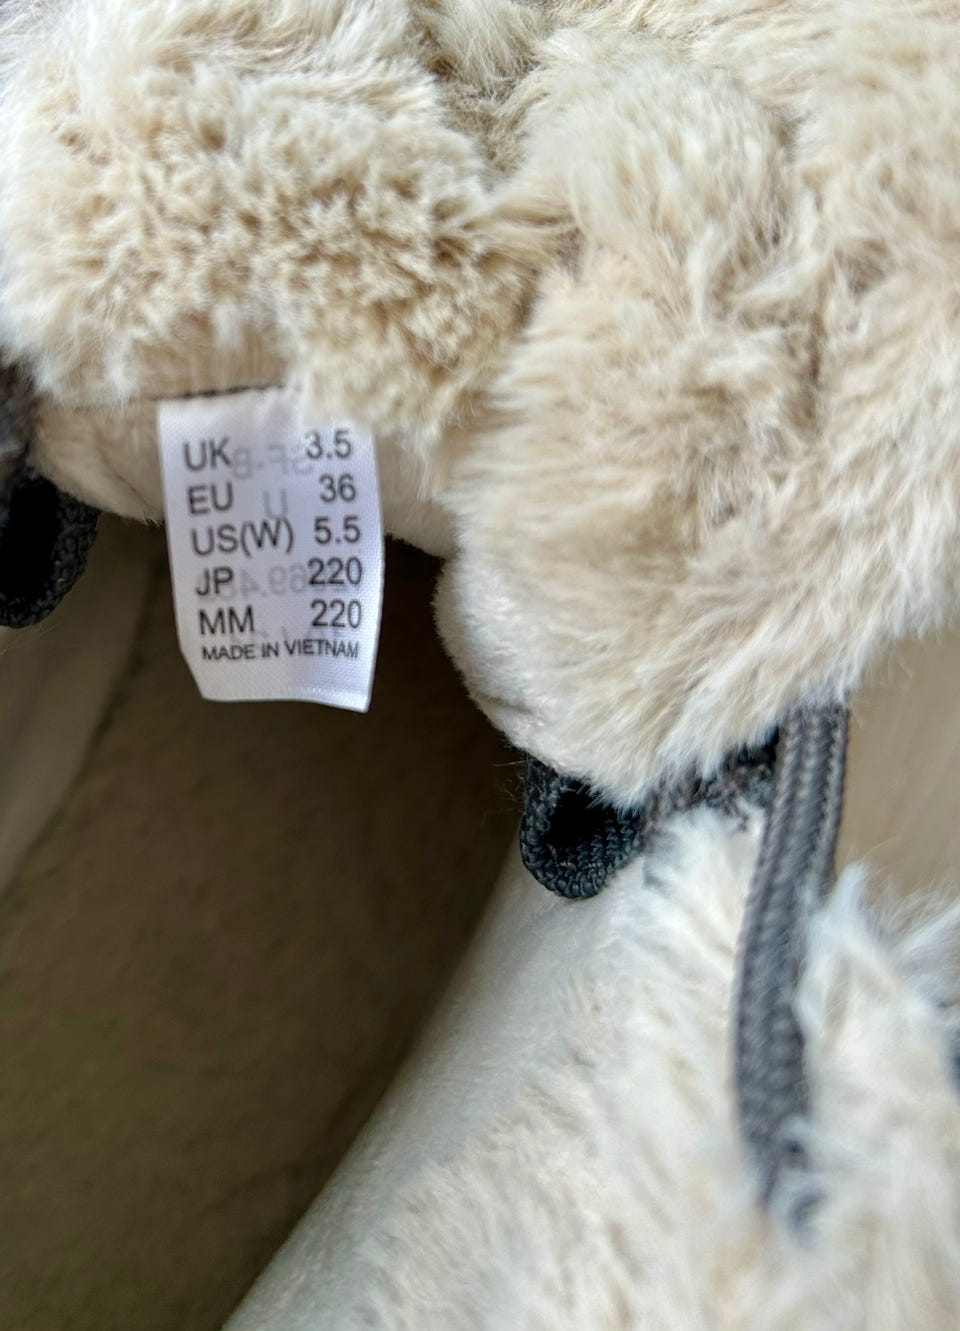 UK 3.5
EU 36
US(W) 5.5
JP 220
MM 220
MADE IN VIETNAM